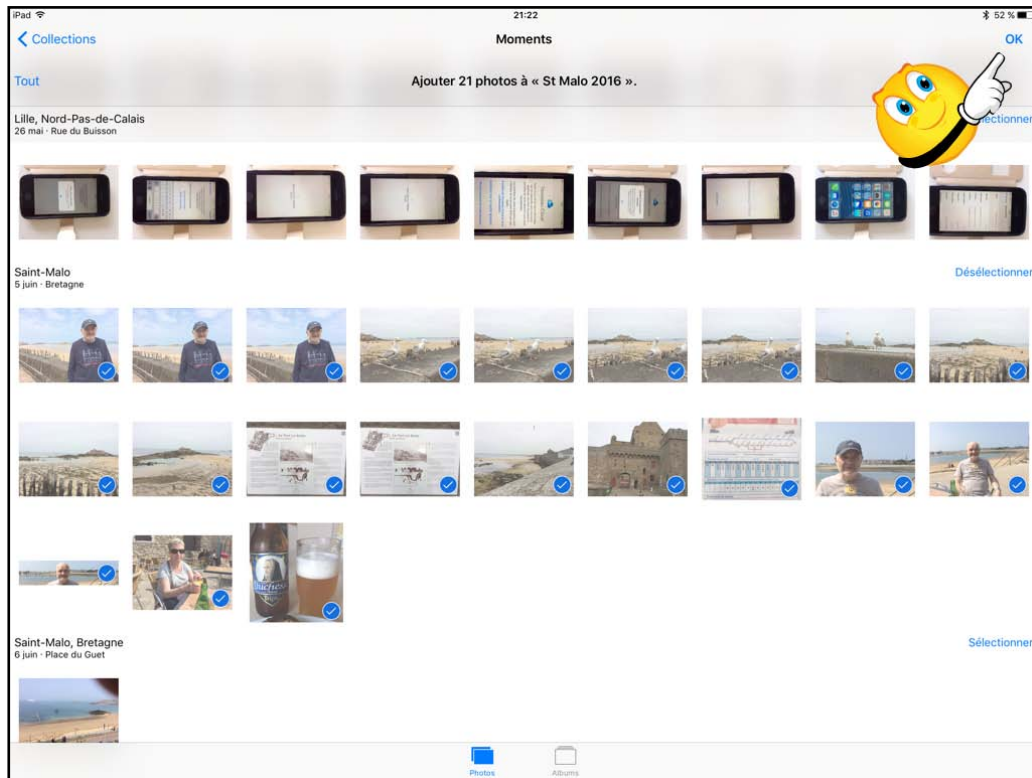 iPad 21:22 52 %
Collections Moments OK
Tout Ajouter 21 photos à « St Malo 2016 ».
Lille, Nord-Pas-de-Calais
26 mai · Rue du Buisson
Saint-Malo Désélectionner
5 juin · Bretagne
Duchesse
Saint-Malo, Bretagne Sélectionner
6 juin · Place du Guet
Photos Albums